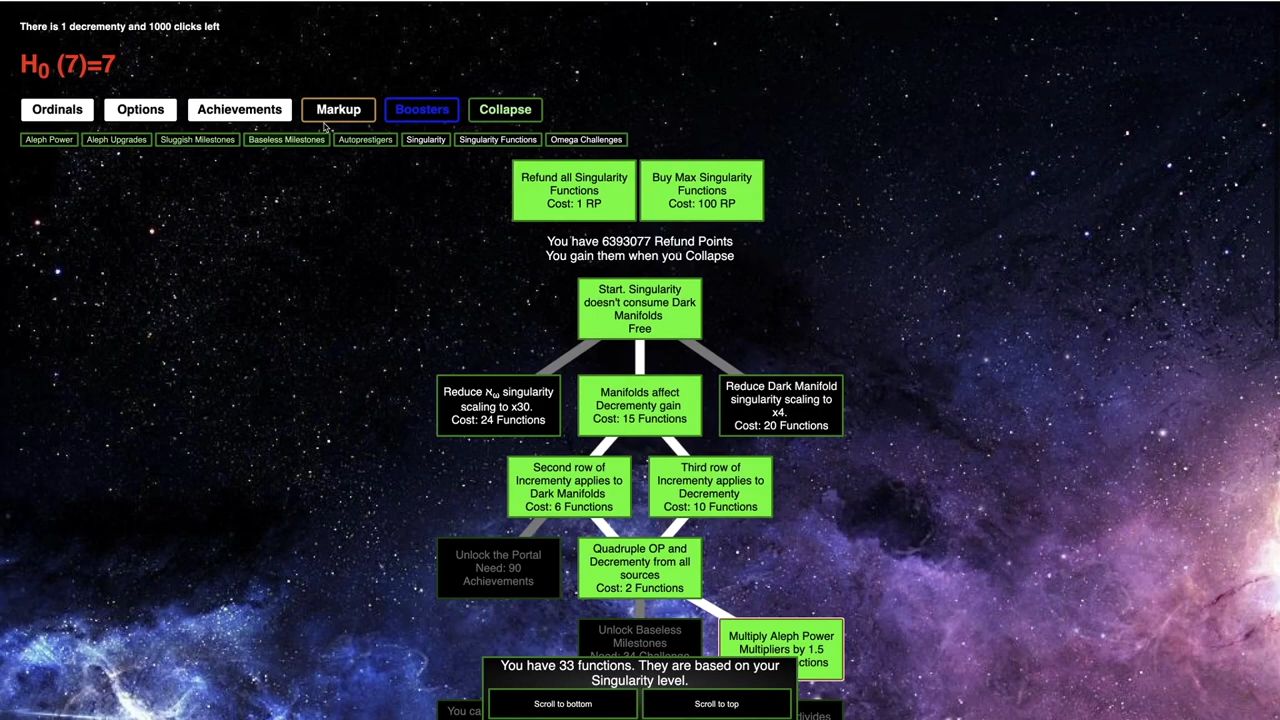 There is 1 decrementy and 1000 clicks left
H₀ (7)=7
Ordinals
Options
Achievements
Markup
Boosters
Collapse
Aleph Power
Aleph Upgrades
Sluggish Milestones
Baseless Milestones
Autoprestigers
Singularity
Singularity Functions
Omega Challenges
Refund all Singularity
Functions
Cost: 1 RP
Buy Max Singularity
Functions
Cost: 100 RP
You have 6393077 Refund Points
You gain them when you Collapse
Start. Singularity
doesn't consume Dark
Manifolds
Free
Reduce ℵω singularity
scaling to x30.
Cost: 24 Functions
Manifolds affect
Decrementy gain
Cost: 15 Functions
Reduce Dark Manifold
singularity scaling to
x4.
Cost: 20 Functions
Second row of
Incrementy applies to
Dark Manifolds
Cost: 6 Functions
Third row of
Incrementy applies to
Decrementy
Cost: 10 Functions
Unlock the Portal
Need: 90
Achievements
Quadruple OP and
Decrementy from all
sources
Cost: 2 Functions
Unlock Baseless
Milestones
Multiply Aleph Power
Multipliers by 1.5
You have 33 functions. They are based on your
Singularity level.
Scroll to bottom
Scroll to top
You ca
divides